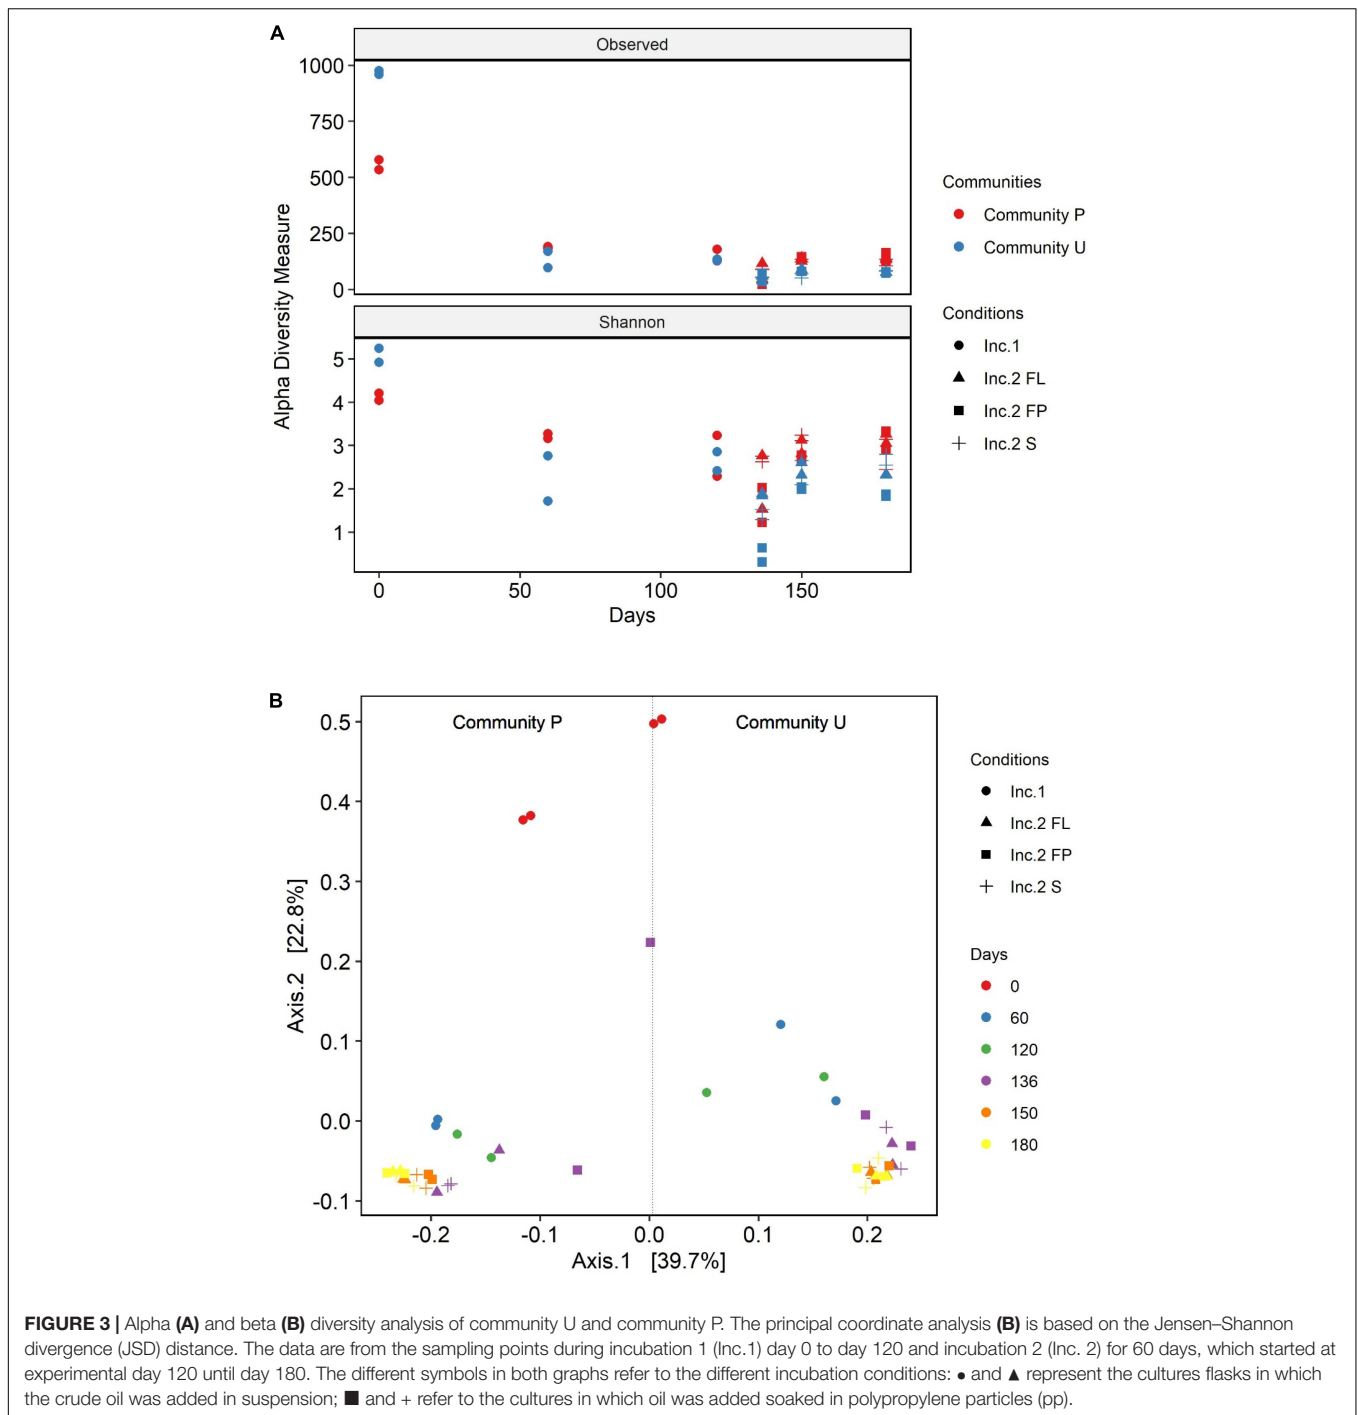 A
Observed
1000
750
500
250
0
Shannon
5
4
3
2
1
Alpha Diversity Measure
0 50 100 150
Days
Communities
Community P
Community U
Conditions
Inc.1
Inc.2 FL
Inc.2 FP
Inc.2 S
B
Community P Community U
0.5
0.4
0.3
0.2
0.1
0.0
-0.1
Axis.2 [22.8%]
-0.2 -0.1 0.0 0.1 0.2
Axis.1 [39.7%]
Conditions
Inc.1
Inc.2 FL
Inc.2 FP
Inc.2 S
Days
0
60
120
136
150
180
FIGURE 3 | Alpha (A) and beta (B) diversity analysis of community U and community P. The principal coordinate analysis (B) is based on the Jensen–Shannon
divergence (JSD) distance. The data are from the sampling points during incubation 1 (Inc.1) day 0 to day 120 and incubation 2 (Inc. 2) for 60 days, which started at
experimental day 120 until day 180. The different symbols in both graphs refer to the different incubation conditions: ● and ▲ represent the cultures flasks in which
the crude oil was added in suspension; ■ and + refer to the cultures in which oil was added soaked in polypropylene particles (pp).